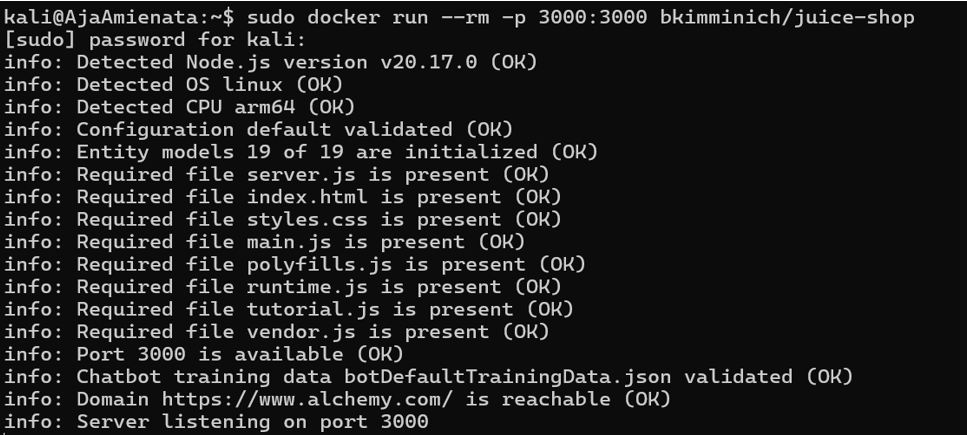 kali@AjaAmienata:~$ sudo docker run --rm -p 3000:3000 bkimminich/juice-shop
[sudo] password for kali:
info: Detected Node.js version v20.17.0 (OK)
info: Detected OS linux (OK)
info: Detected CPU arm64 (OK)
info: Configuration default validated (OK)
info: Entity models 19 of 19 are initialized (OK)
info: Required file server.js is present (OK)
info: Required file index.html is present (OK)
info: Required file styles.css is present (OK)
info: Required file main.js is present (OK)
info: Required file polyfills.js is present (OK)
info: Required file runtime.js is present (OK)
info: Required file tutorial.js is present (OK)
info: Required file vendor.js is present (OK)
info: Port 3000 is available (OK)
info: Chatbot training data botDefaultTrainingData.json validated (OK)
info: Domain https://www.alchemy.com/ is reachable (OK)
info: Server listening on port 3000